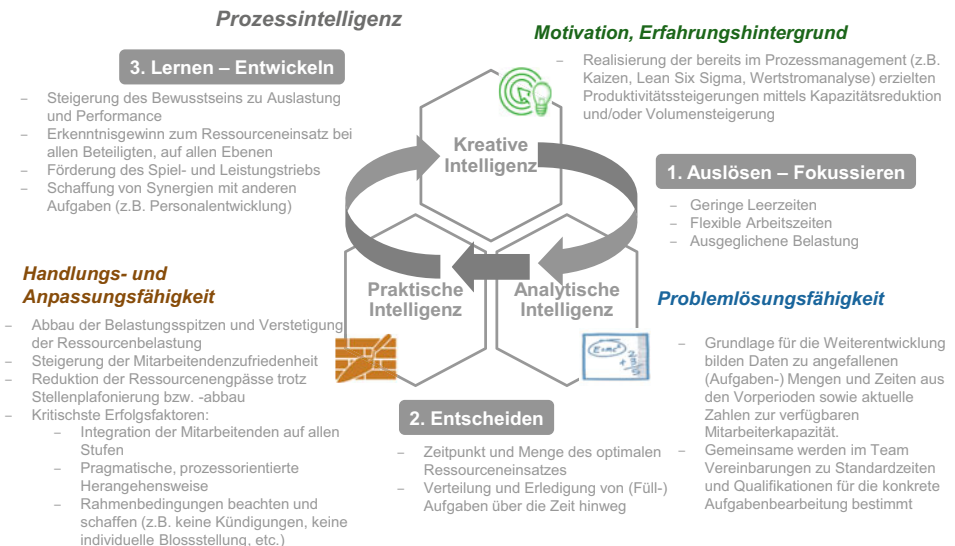 Prozessintelligenz
Motivation, Erfahrungshintergrund
– Realisierung der bereits im Prozessmanagement (z.B.
Kaizen, Lean Six Sigma, Wertstromanalyse) erzielten
Produktivitätssteigerungen mittels Kapazitätsreduktion
und/oder Volumensteigerung
3. Lernen – Entwickeln
– Steigerung des Bewusstseins zu Auslastung
und Performance
– Erkenntnisgewinn zum Ressourceneinsatz bei
allen Beteiligten, auf allen Ebenen
– Förderung des Spiel- und Leistungstriebs
– Schaffung von Synergien mit anderen
Aufgaben (z.B. Personalentwicklung)
Kreative
Intelligenz
1. Auslösen – Fokussieren
– Geringe Leerzeiten
– Flexible Arbeitszeiten
– Ausgeglichene Belastung
Handlungs- und
Anpassungsfähigkeit
– Abbau der Belastungsspitzen und Verstetigung
der Ressourcenbelastung
– Steigerung der Mitarbeitendenzufriedenheit
– Reduktion der Ressourcenengpässe trotz
Stellenplafonierung bzw. -abbau
– Kritischste Erfolgsfaktoren:
– Integration der Mitarbeitenden auf allen
Stufen
– Pragmatische, prozessorientierte
Herangehensweise
– Rahmenbedingungen beachten und
schaffen (z.B. keine Kündigungen, keine
individuelle Blossstellung, etc.)
Praktische
Intelligenz
Analytische
Intelligenz
E=mc²
2. Entscheiden
– Zeitpunkt und Menge des optimalen
Ressourceneinsatzes
– Verteilung und Erledigung von (Füll-)
Aufgaben über die Zeit hinweg
Problemlösungsfähigkeit
– Grundlage für die Weiterentwicklung
bilden Daten zu angefallenen
(Aufgaben-) Mengen und Zeiten aus
den Vorperioden sowie aktuelle
Zahlen zur verfügbaren
Mitarbeiterkapazität.
– Gemeinsame werden im Team
Vereinbarungen zu Standardzeiten
und Qualifikationen für die konkrete
Aufgabenbearbeitung bestimmt